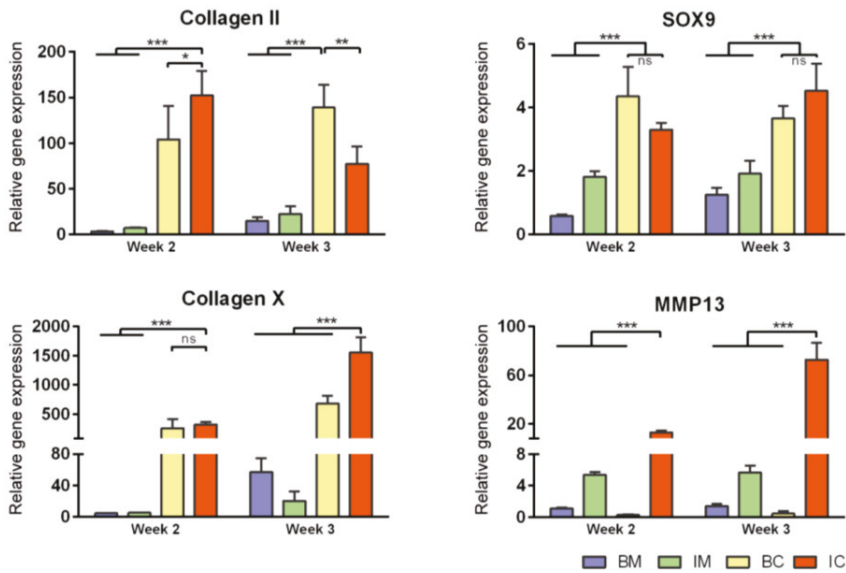 Collagen II
Relative gene expression
200
150
100
50
0
***
*
***
**
Week 2
Week 3
SOX9
Relative gene expression
6
4
2
0
***
ns
***
ns
Week 2
Week 3
Collagen X
Relative gene expression
2000
1500
1000
500
80
40
0
***
ns
***
Week 2
Week 3
MMP13
Relative gene expression
100
60
20
8
4
0
***
***
Week 2
Week 3
BM IM BC IC